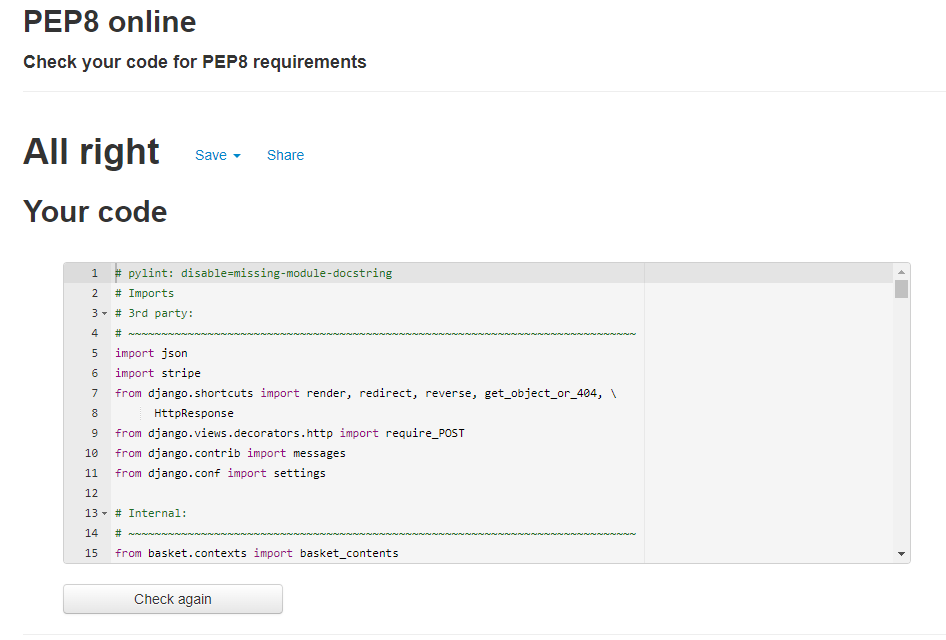 PEP8 online
Check your code for PEP8 requirements
All right Save Share
Your code
1 # pylint: disable=missing-module-docstring
2 # Imports
3 # 3rd party:
4 # ~~~~~~~~~~~~~~~~~~~~~~~~~~~~~~~~~~~~~~~~~~~~~~~~~~~~~~~~~~~~~~~~~~~~~~~~~~~~~
5 import json
6 import stripe
7 from django.shortcuts import render, redirect, reverse, get_object_or_404, \
8 HttpResponse
9 from django.views.decorators.http import require_POST
10 from django.contrib import messages
11 from django.conf import settings
12
13 # Internal:
14 # ~~~~~~~~~~~~~~~~~~~~~~~~~~~~~~~~~~~~~~~~~~~~~~~~~~~~~~~~~~~~~~~~~~~~~~~~~~~~~
15 from basket.contexts import basket_contents
Check again